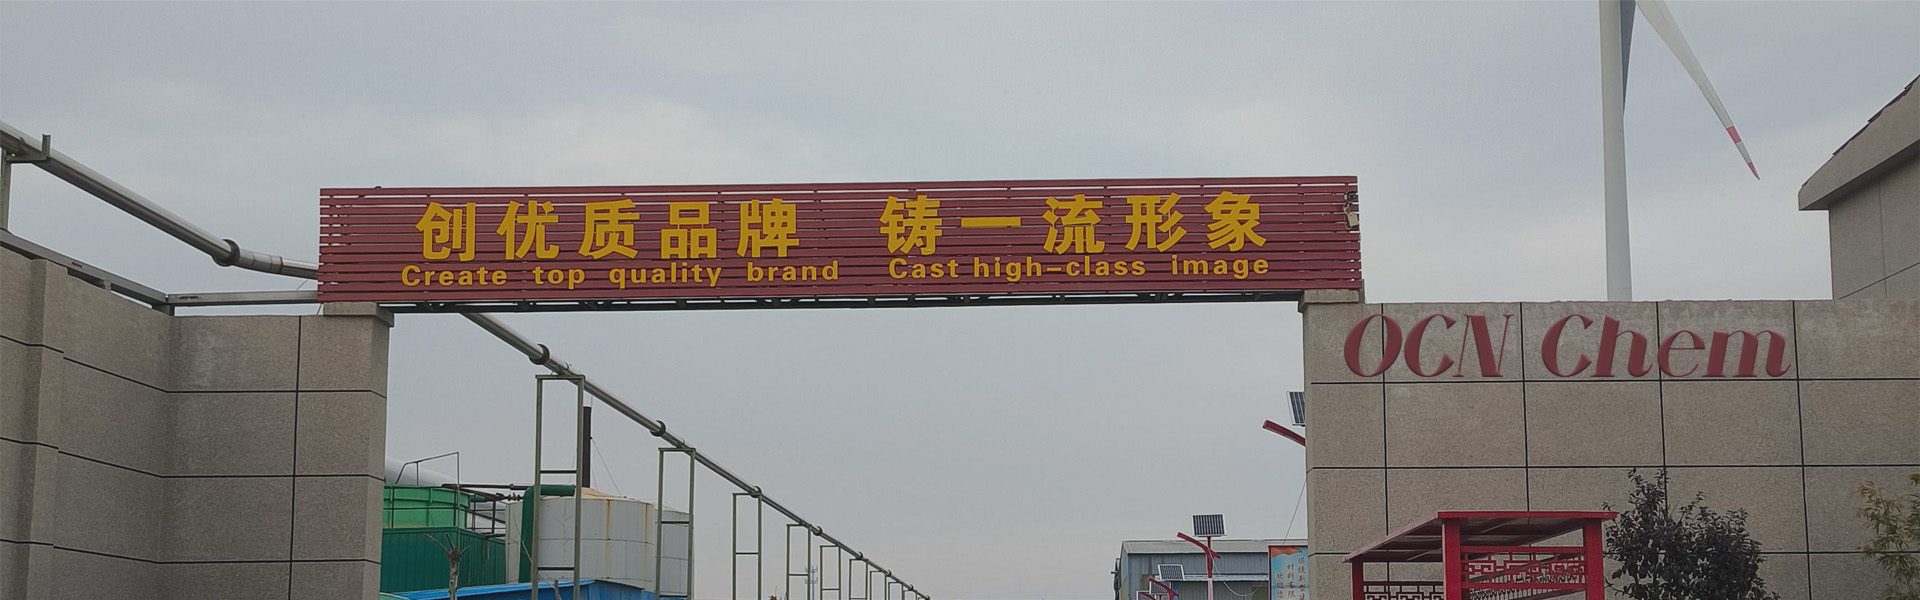 创优质品牌 铸一流形象
Create top quality brand Cast high-class image
OCN Chem